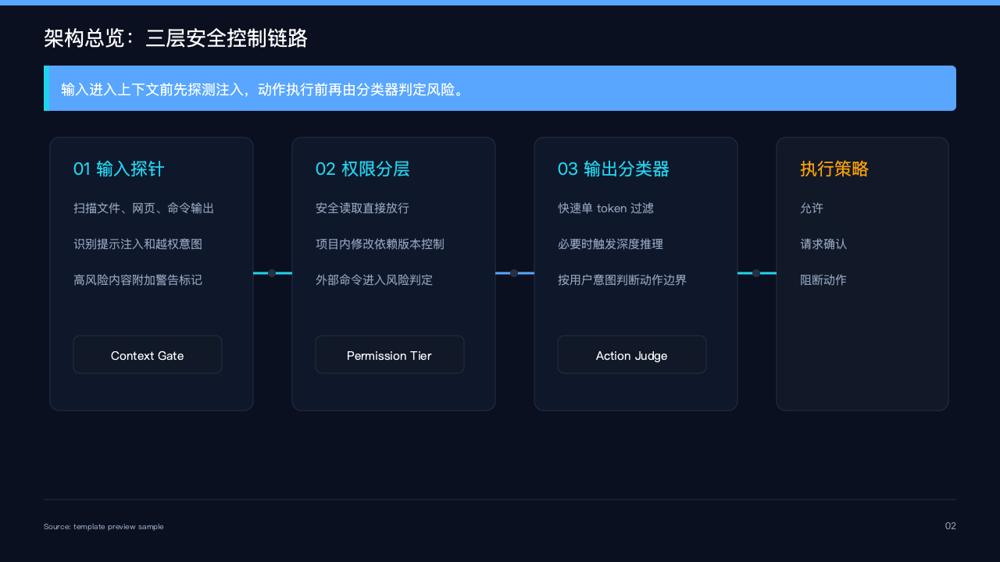 架构总览：三层安全控制链路
输入进入上下文前先探测注入，动作执行前再由分类器判定风险。
01 输入探针
扫描文件、网页、命令输出
识别提示注入和越权意图
高风险内容附加警告标记
Context Gate
02 权限分层
安全读取直接放行
项目内修改依赖版本控制
外部命令进入风险判定
Permission Tier
03 输出分类器
快速单 token 过滤
必要时触发深度推理
按用户意图判断动作边界
Action Judge
执行策略
允许
请求确认
阻断动作
Source: template preview sample
02